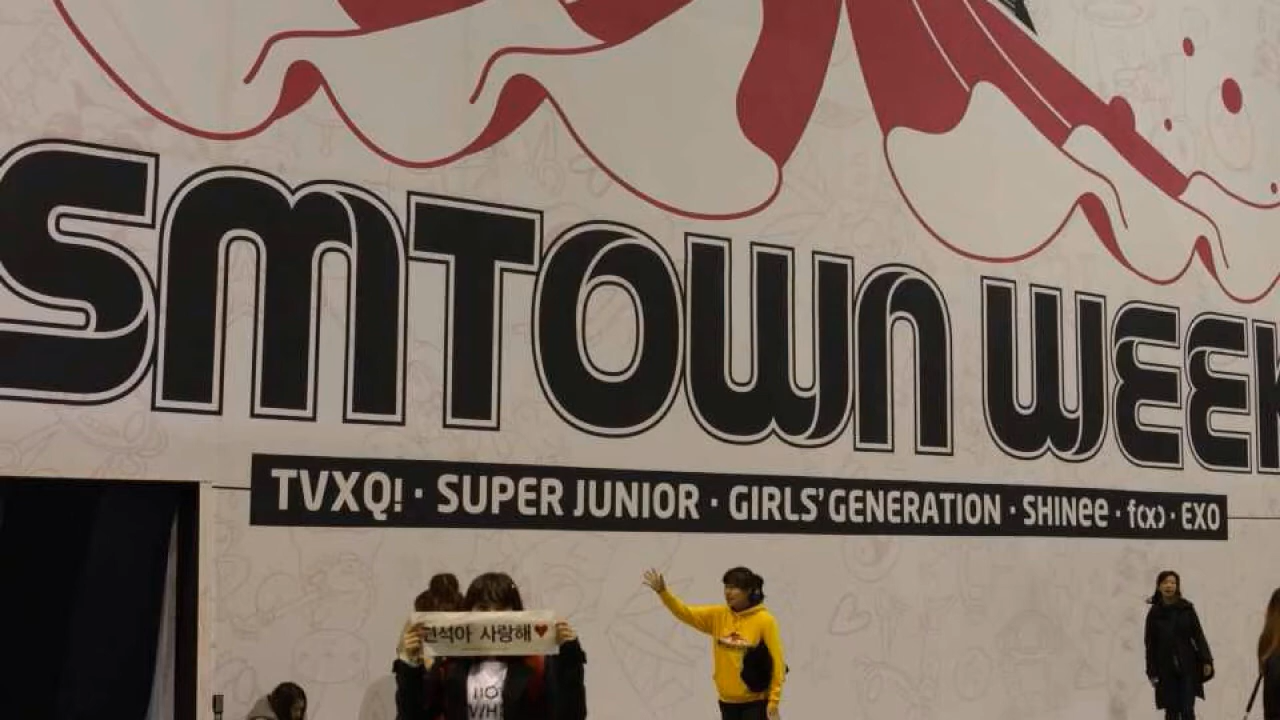 SMTOWN WEEK
TVXQ! · SUPER JUNIOR · GIRLS' GENERATION · SHINee · f(x) · EXO
사랑해♥